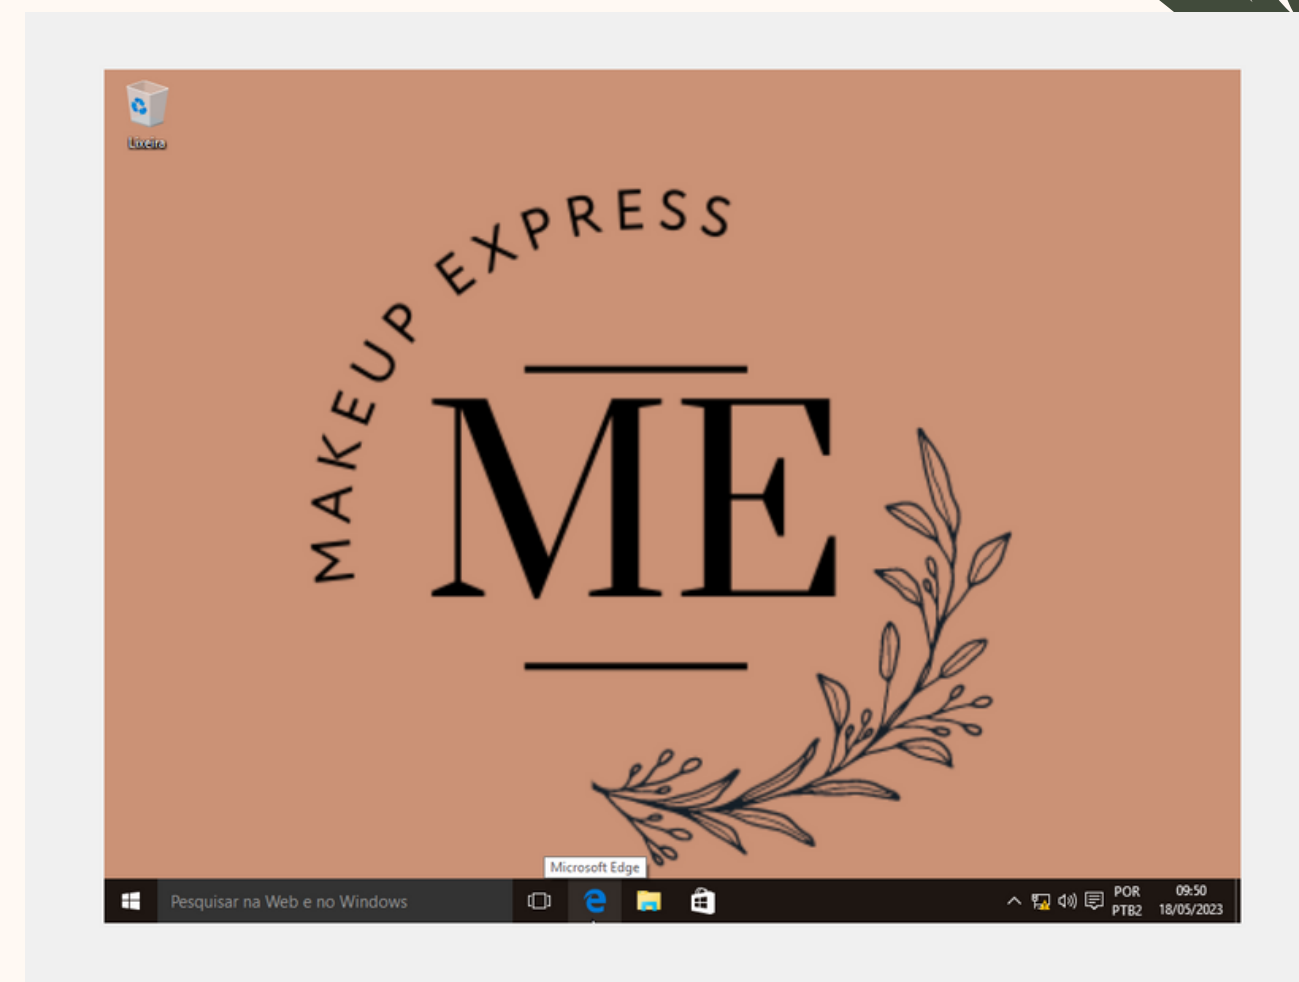 Lixeira
MAKEUP EXPRESS
ME
Microsoft Edge
Pesquisar na Web e no Windows
POR
PTB2
09:50
18/05/2023